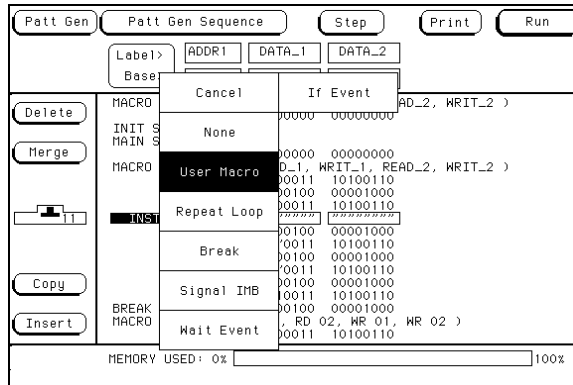 Patt Gen Patt Gen Sequence Step Print Run
Label> ADDR1 DATA_1 DATA_2
Base:
Cancel If Event
MACRO AD_2, WRIT_2 )
Delete 00000 00000000
INIT S
None
MAIN S
Merge 00000 00000000
MACRO D_1, WRIT_1, READ_2, WRIT_2 )
User Macro 00011 10100110
00100 00001000
00011 10100110
Repeat Loop
11 INST """""" """"""""
00100 00001000
Break 0011 10100110
00100 00001000
Copy 00011 10100110
Signal IMB 00100 00001000
10011 10100110
00100 00001000
BREAK
Insert MACRO , RD 02, WR 01, WR 02 )
Wait Event 00011 10100110
MEMORY USED: 0% 100%